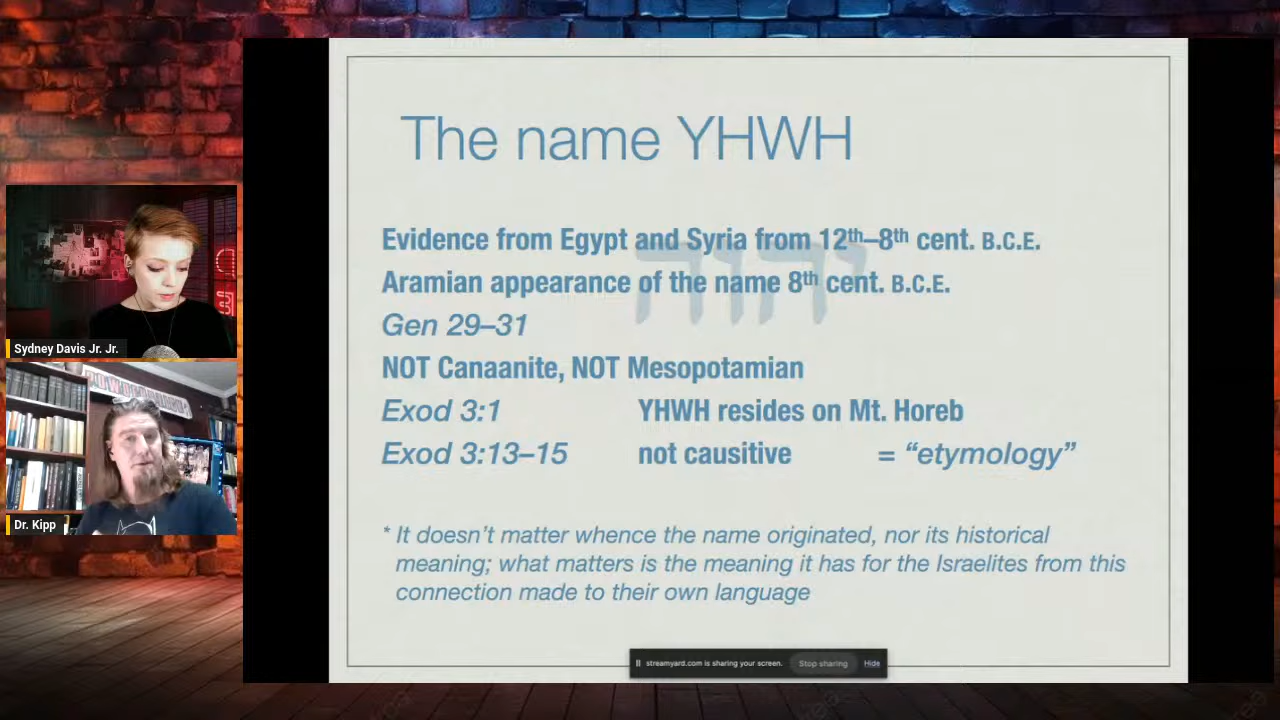 The name YHWH
יהוה
Evidence from Egypt and Syria from 12th–8th cent. B.C.E.
Aramian appearance of the name 8th cent. B.C.E.
Gen 29–31
NOT Canaanite, NOT Mesopotamian
Exod 3:1 YHWH resides on Mt. Horeb
Exod 3:13–15 not causitive = “etymology”
* It doesn’t matter whence the name originated, nor its historical
meaning; what matters is the meaning it has for the Israelites from this
connection made to their own language
Sydney Davis Jr. Jr.
Dr. Kipp
streamyard.com is sharing your screen. Stop sharing Hide